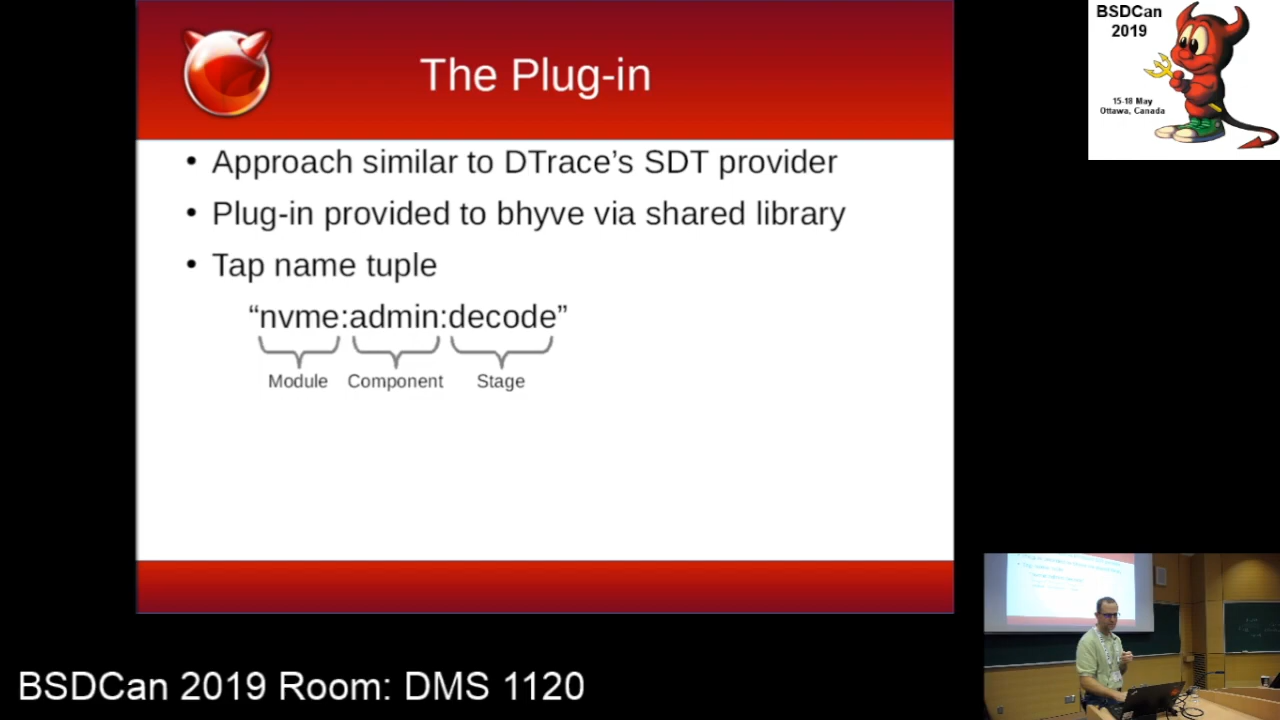 The Plug-in
• Approach similar to DTrace’s SDT provider
• Plug-in provided to bhyve via shared library
• Tap name tuple
“nvme:admin:decode”
Module Component Stage
BSDCan
2019
15-18 May
Ottawa, Canada
BSDCan 2019 Room: DMS 1120